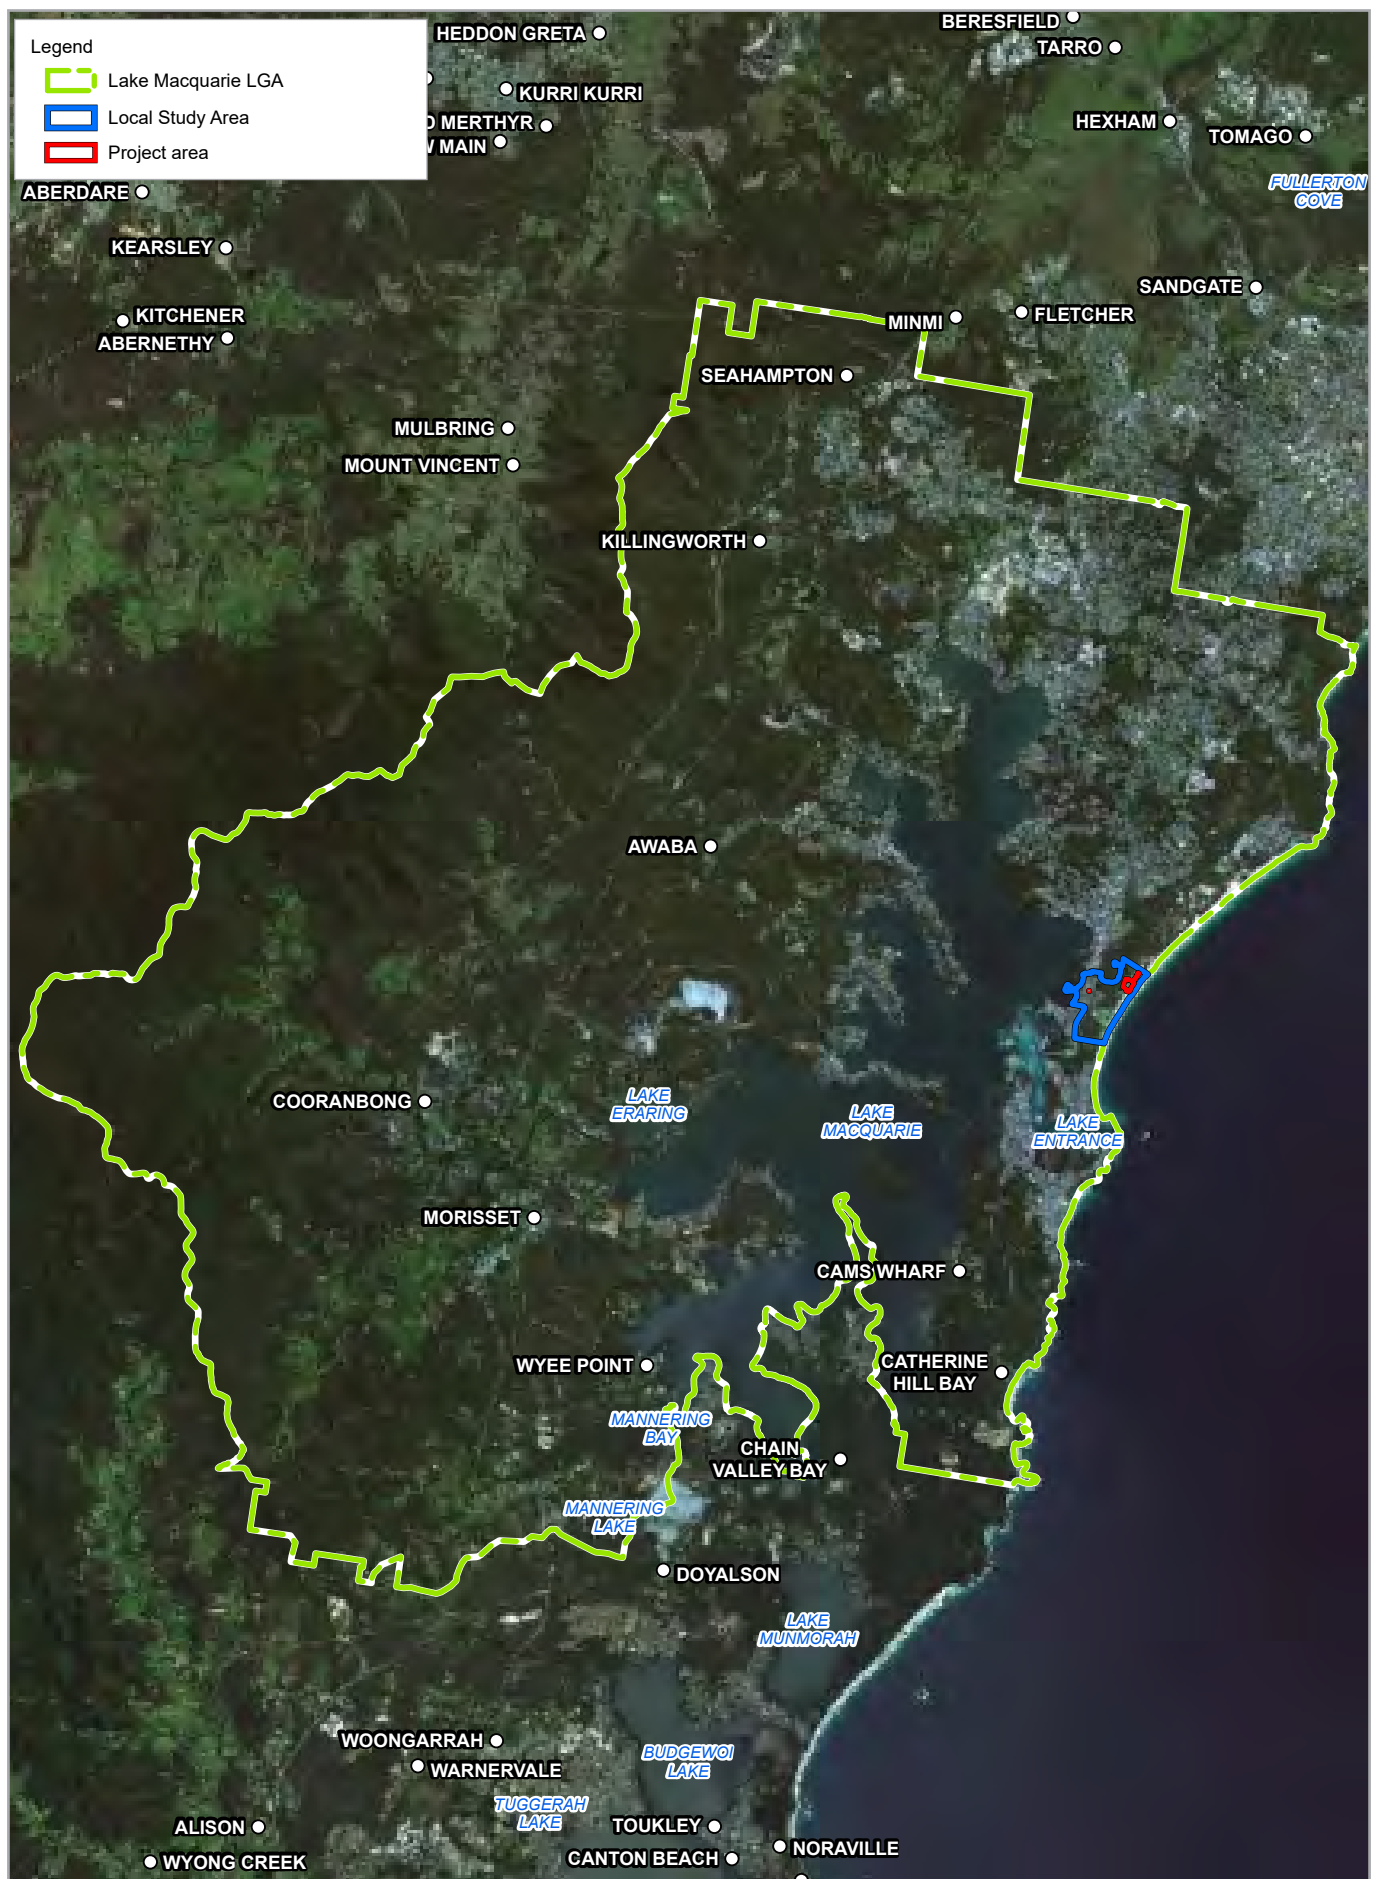 Legend
Lake Macquarie LGA
Local Study Area
Project area
HEDDON GRETA
BERESFIELD
TARRO
KURRI KURRI
MERTHYR
MAIN
HEXHAM
TOMAGO
FULLERTON
COVE
ABERDARE
KEARSLEY
SANDGATE
KITCHENER
ABERNETHY
MINMI
FLETCHER
SEAHAMPTON
MULBRING
MOUNT VINCENT
KILLINGWORTH
AWABA
COORANBONG
LAKE
ERARING
LAKE
MACQUARIE
LAKE
ENTRANCE
MORISSET
CAMS WHARF
WYEE POINT
CATHERINE
HILL BAY
MANNERING
BAY
CHAIN
VALLEY BAY
MANNERING
LAKE
DOYALSON
LAKE
MUNMORAH
WOONGARRAH
WARNERVALE
BUDGEWOI
LAKE
TUGGERAH
LAKE
ALISON
TOUKLEY
NORAVILLE
WYONG CREEK
CANTON BEACH